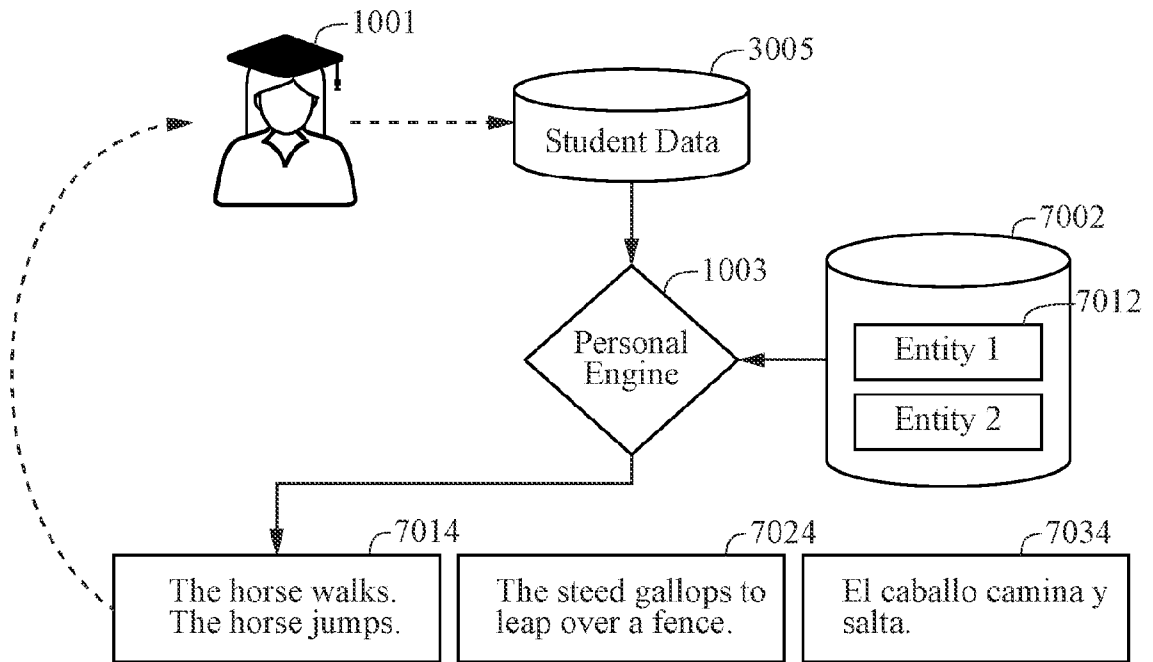 1001
3005
Student Data
7002
1003
7012
Personal
Engine
Entity 1
Entity 2
7014
7024
7034
The horse walks.
The horse jumps.
The steed gallops to
leap over a fence.
El caballo camina y
salta.